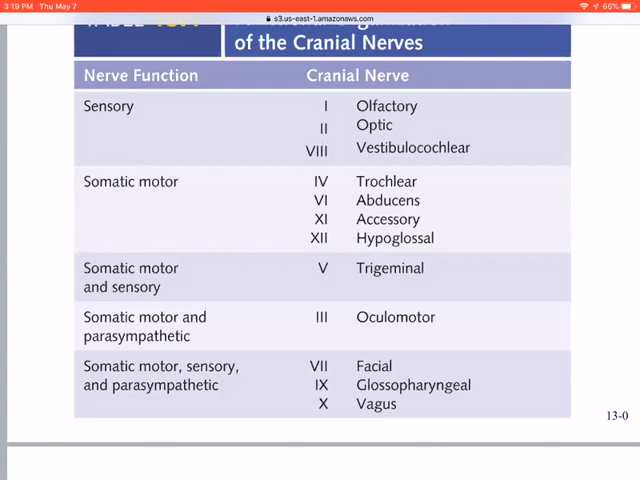 3:19 PM Thu May 7
66%
s3.us-east-1.amazonaws.com
of the Cranial Nerves
Nerve Function Cranial Nerve
Sensory I Olfactory
II Optic
VIII Vestibulocochlear
Somatic motor IV Trochlear
VI Abducens
XI Accessory
XII Hypoglossal
Somatic motor V Trigeminal
and sensory
Somatic motor and III Oculomotor
parasympathetic
Somatic motor, sensory, VII Facial
and parasympathetic IX Glossopharyngeal
X Vagus
13-0